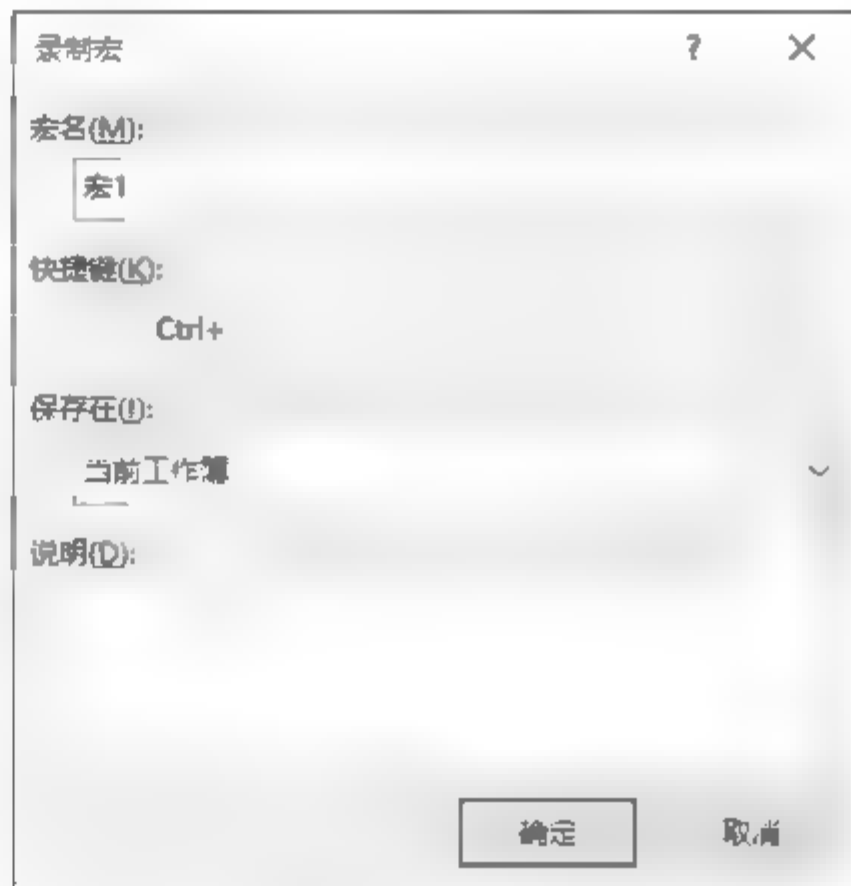 录制宏 ? ×
宏名(M):
宏1
快捷键(K):
Ctrl+
保存在(I):
当前工作簿
说明(D):
确定 取消